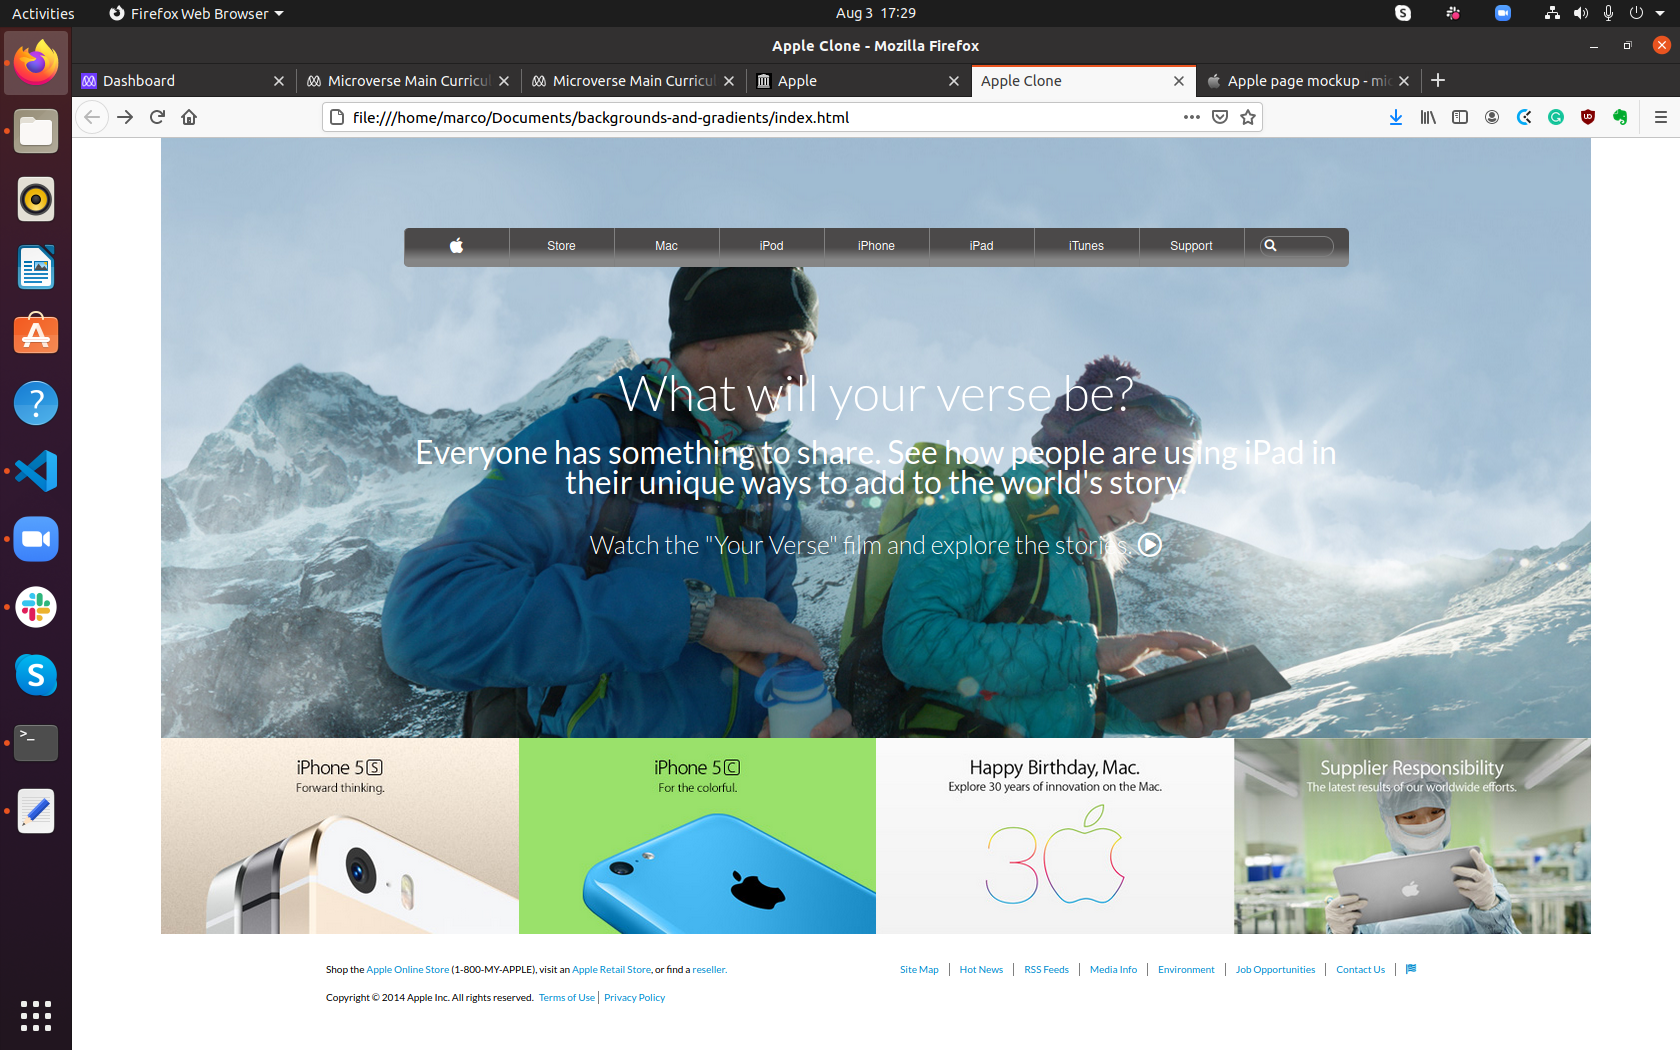 Activities Firefox Web Browser Aug 3 17:29
Apple Clone - Mozilla Firefox
Dashboard Microverse Main Curricul Microverse Main Curricul Apple Apple Clone Apple page mockup - mic
file:///home/marco/Documents/backgrounds-and-gradients/index.html
Store Mac iPod iPhone iPad iTunes Support
What will your verse be?
Everyone has something to share. See how people are using iPad in
their unique ways to add to the world's story.
Watch the "Your Verse" film and explore the stories.
iPhone 5S
Forward thinking.
iPhone 5C
For the colorful.
Happy Birthday, Mac.
Explore 30 years of innovation on the Mac.
30
Supplier Responsibility
The latest results of our worldwide efforts.
Shop the Apple Online Store (1-800-MY-APPLE), visit an Apple Retail Store, or find a reseller.
Site Map Hot News RSS Feeds Media Info Environment Job Opportunities Contact Us
Copyright © 2014 Apple Inc. All rights reserved. Terms of Use Privacy Policy